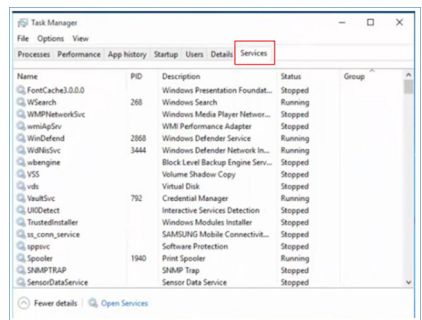 Task Manager
File Options View
Processes Performance App history Startup Users Details Services
Name PID Description Status Group
FontCache3.0.0.0 Windows Presentation Foundat... Stopped
WSearch 268 Windows Search Running
WMPNetworkSvc Windows Media Player Networ... Stopped
wmiApSrv WMI Performance Adapter Stopped
WinDefend 2868 Windows Defender Service Running
WdNisSvc 3444 Windows Defender Network In... Running
wbengine Block Level Backup Engine Serv... Stopped
VSS Volume Shadow Copy Stopped
vds Virtual Disk Stopped
VaultSvc 792 Credential Manager Running
UI0Detect Interactive Services Detection Stopped
TrustedInstaller Windows Modules Installer Stopped
ss_conn_service SAMSUNG Mobile Connectivit... Stopped
sppsvc Software Protection Stopped
Spooler 1940 Print Spooler Running
SNMPTRAP SNMP Trap Stopped
SensorDataService Sensor Data Service Stopped
Fewer details Open Services